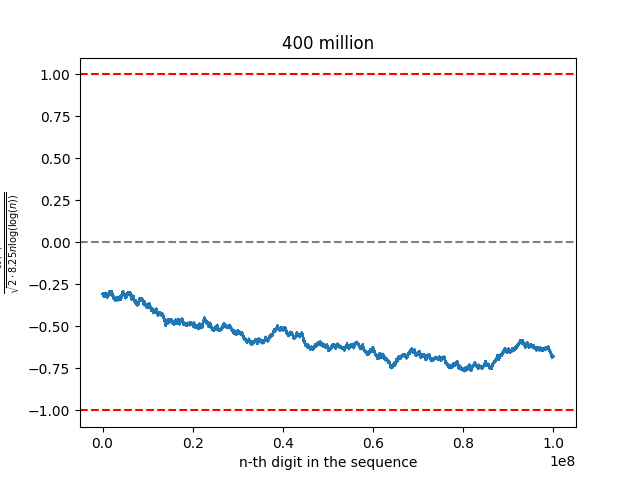 400 million
1.00
0.75
0.50
0.25
0.00
−0.25
−0.50
−0.75
−1.00
√2 · 8.25nlog(log(n))
0.0 0.2 0.4 0.6 0.8 1.0
1e8
n-th digit in the sequence